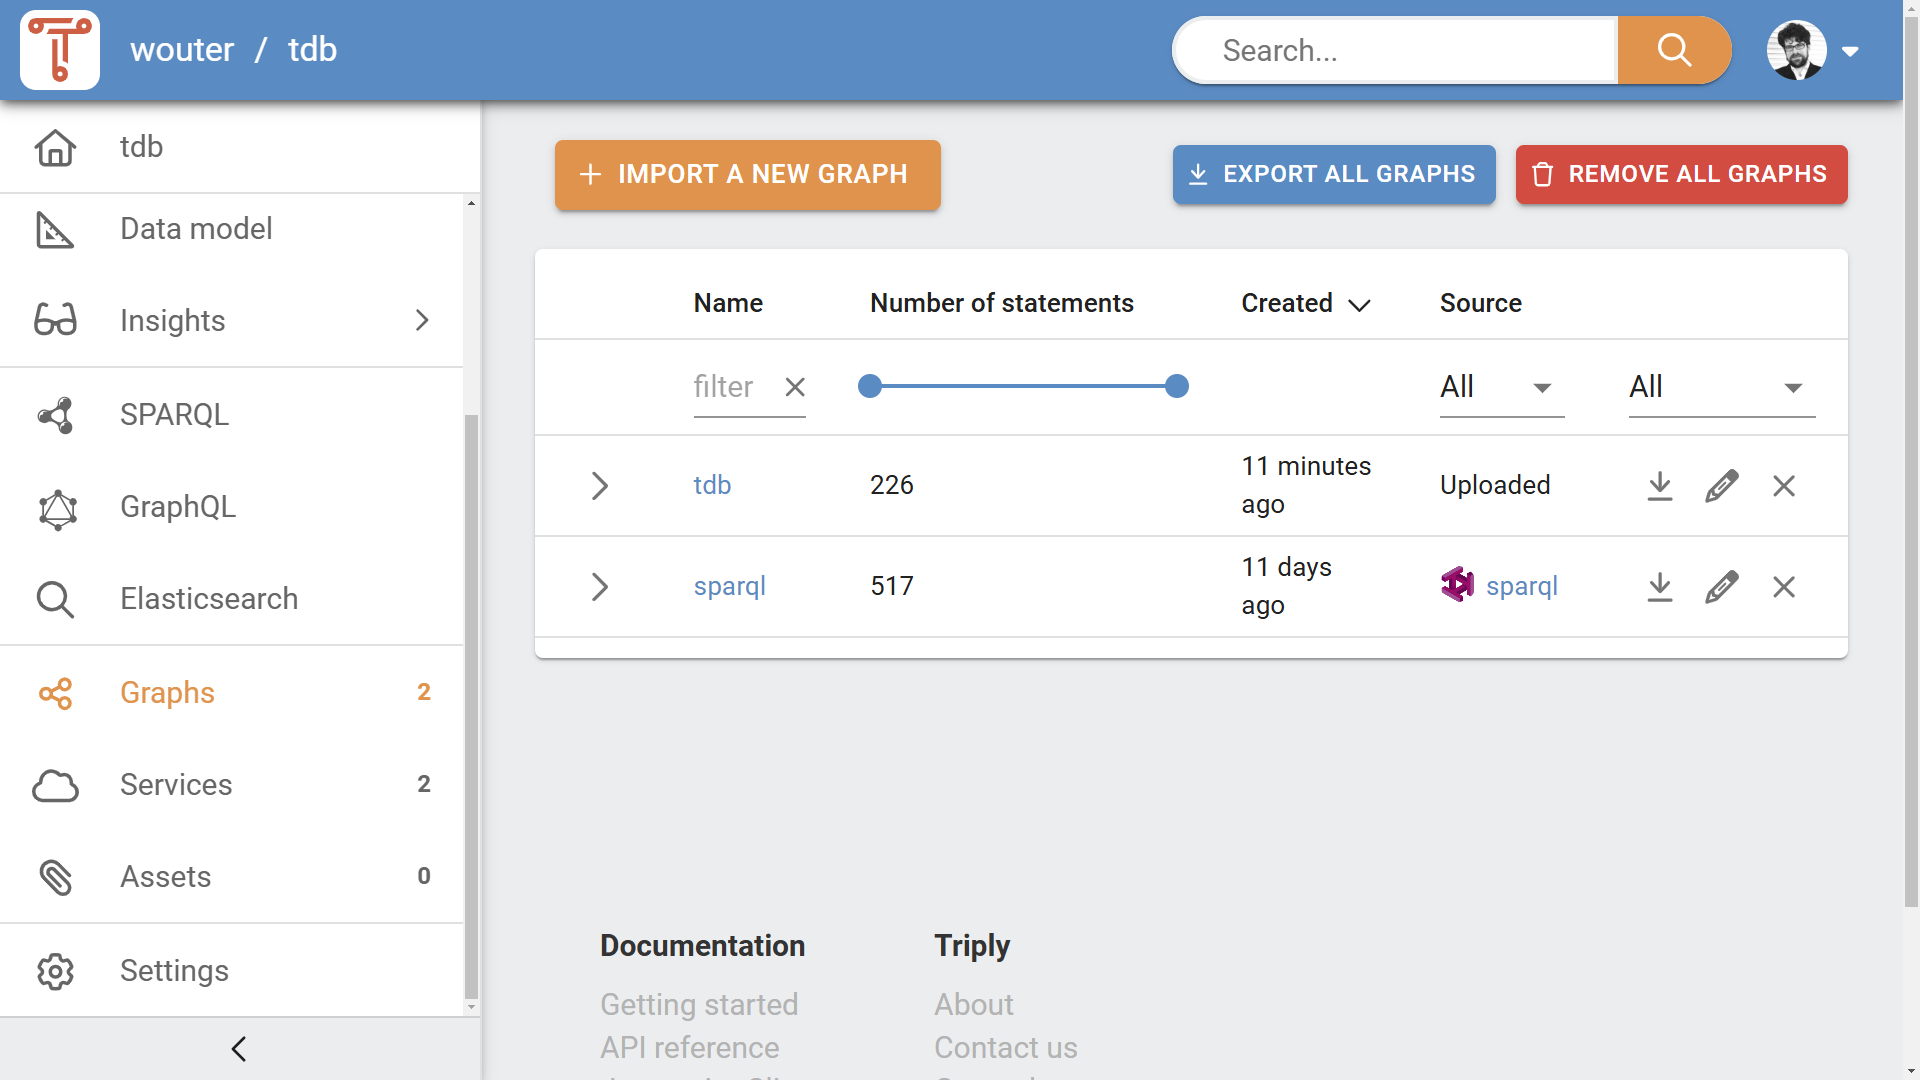 wouter / tdb
Search...
tdb
Data model
Insights
SPARQL
GraphQL
Elasticsearch
Graphs 2
Services 2
Assets 0
Settings
IMPORT A NEW GRAPH
EXPORT ALL GRAPHS
REMOVE ALL GRAPHS
Name Number of statements Created Source
filter All All
tdb 226 11 minutes ago Uploaded
sparql 517 11 days ago sparql
Documentation
Getting started
API reference
Triply
About
Contact us